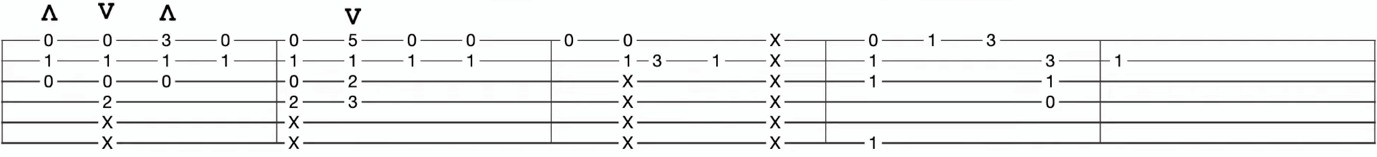 Λ V Λ V
0 0 3 0 0 5 0 0 0 0 X 0 1 3
1 1 1 1 1 1 1 1 1 3 1 X 1 3 1
0 0 0 0 2 X X 1 1
2 2 3 X X 0
X X X X
X X X X 1